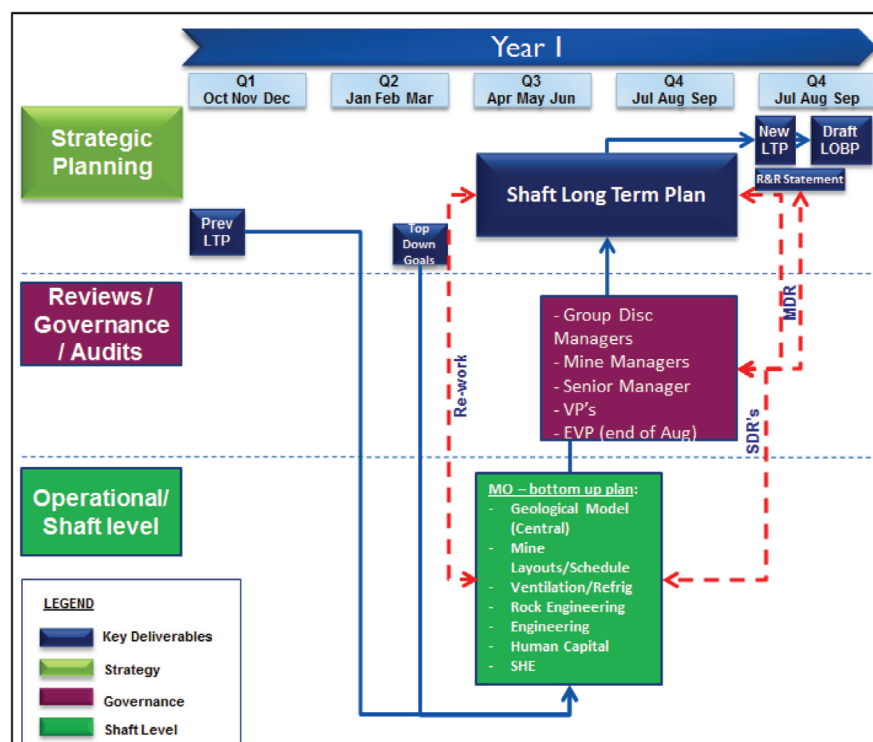 Year 1
Q1
Oct Nov Dec
Q2
Jan Feb Mar
Q3
Apr May Jun
Q4
Jul Aug Sep
Q4
Jul Aug Sep
Strategic
Planning
Prev
LTP
Top
Down
Goals
Shaft Long Term Plan
New
LTP
Draft
LOBP
R&R Statement
Reviews /
Governance
/ Audits
- Group Disc
Managers
- Mine Managers
- Senior Manager
- VP's
- EVP (end of Aug)
Re-work
MDR
SDR's
Operational/
Shaft level
MO – bottom up plan:
- Geological Model
(Central)
- Mine
Layouts/Schedule
- Ventilation/Refrig
- Rock Engineering
- Engineering
- Human Capital
- SHE
LEGEND
Key Deliverables
Strategy
Governance
Shaft Level